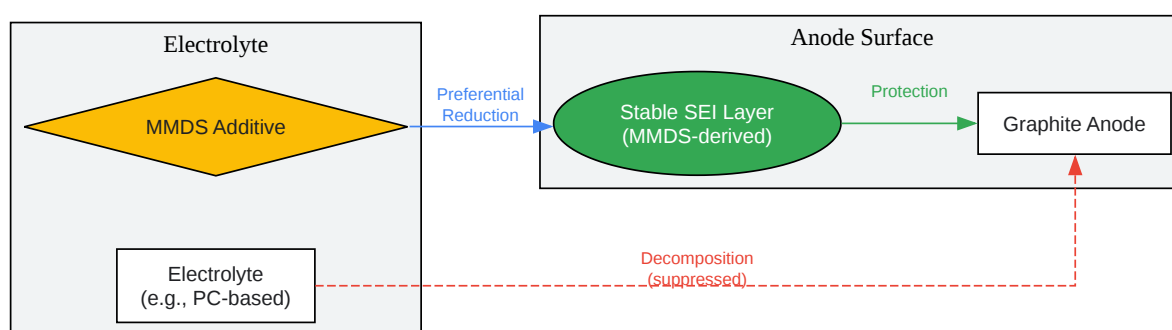 Electrolyte
Anode Surface
MMDS Additive
Preferential
Reduction
Stable SEI Layer
(MMDS-derived)
Protection
Graphite Anode
Electrolyte
(e.g., PC-based)
Decomposition
(suppressed)